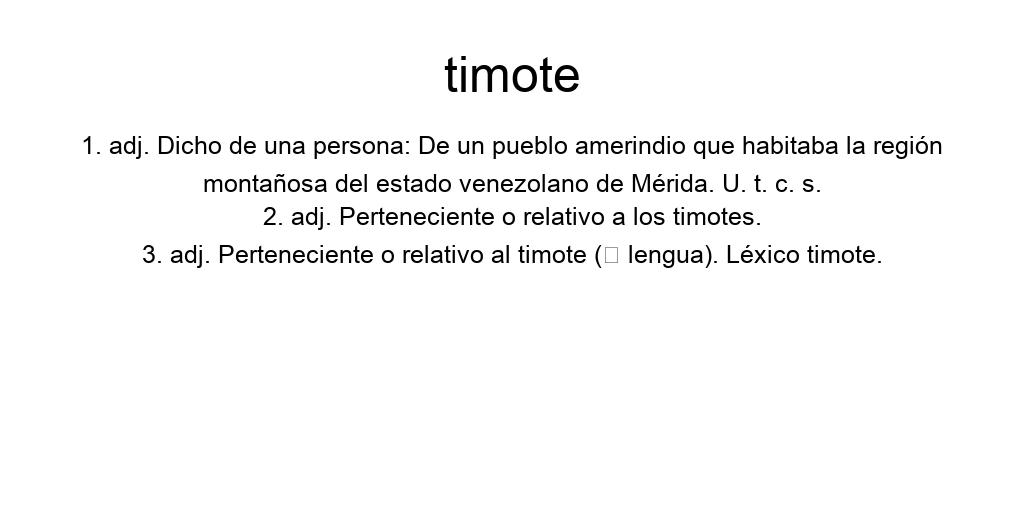 timote
1. adj. Dicho de una persona: De un pueblo amerindio que habitaba la región
montañosa del estado venezolano de Mérida. U. t. c. s.
2. adj. Perteneciente o relativo a los timotes.
3. adj. Perteneciente o relativo al timote (□ lengua). Léxico timote.